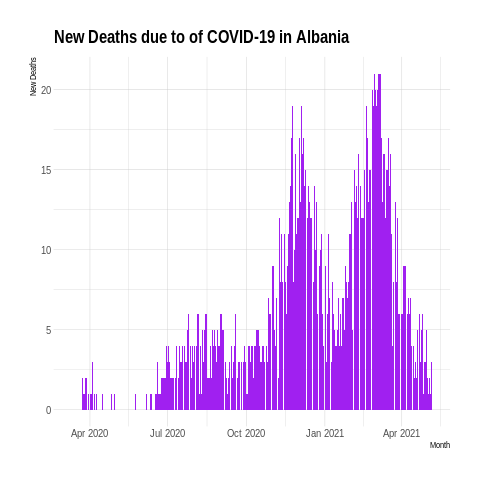 New Deaths due to of COVID-19 in Albania
New Deaths
20
15
10
5
0
Apr 2020 Jul 2020 Oct 2020 Jan 2021 Apr 2021
Month